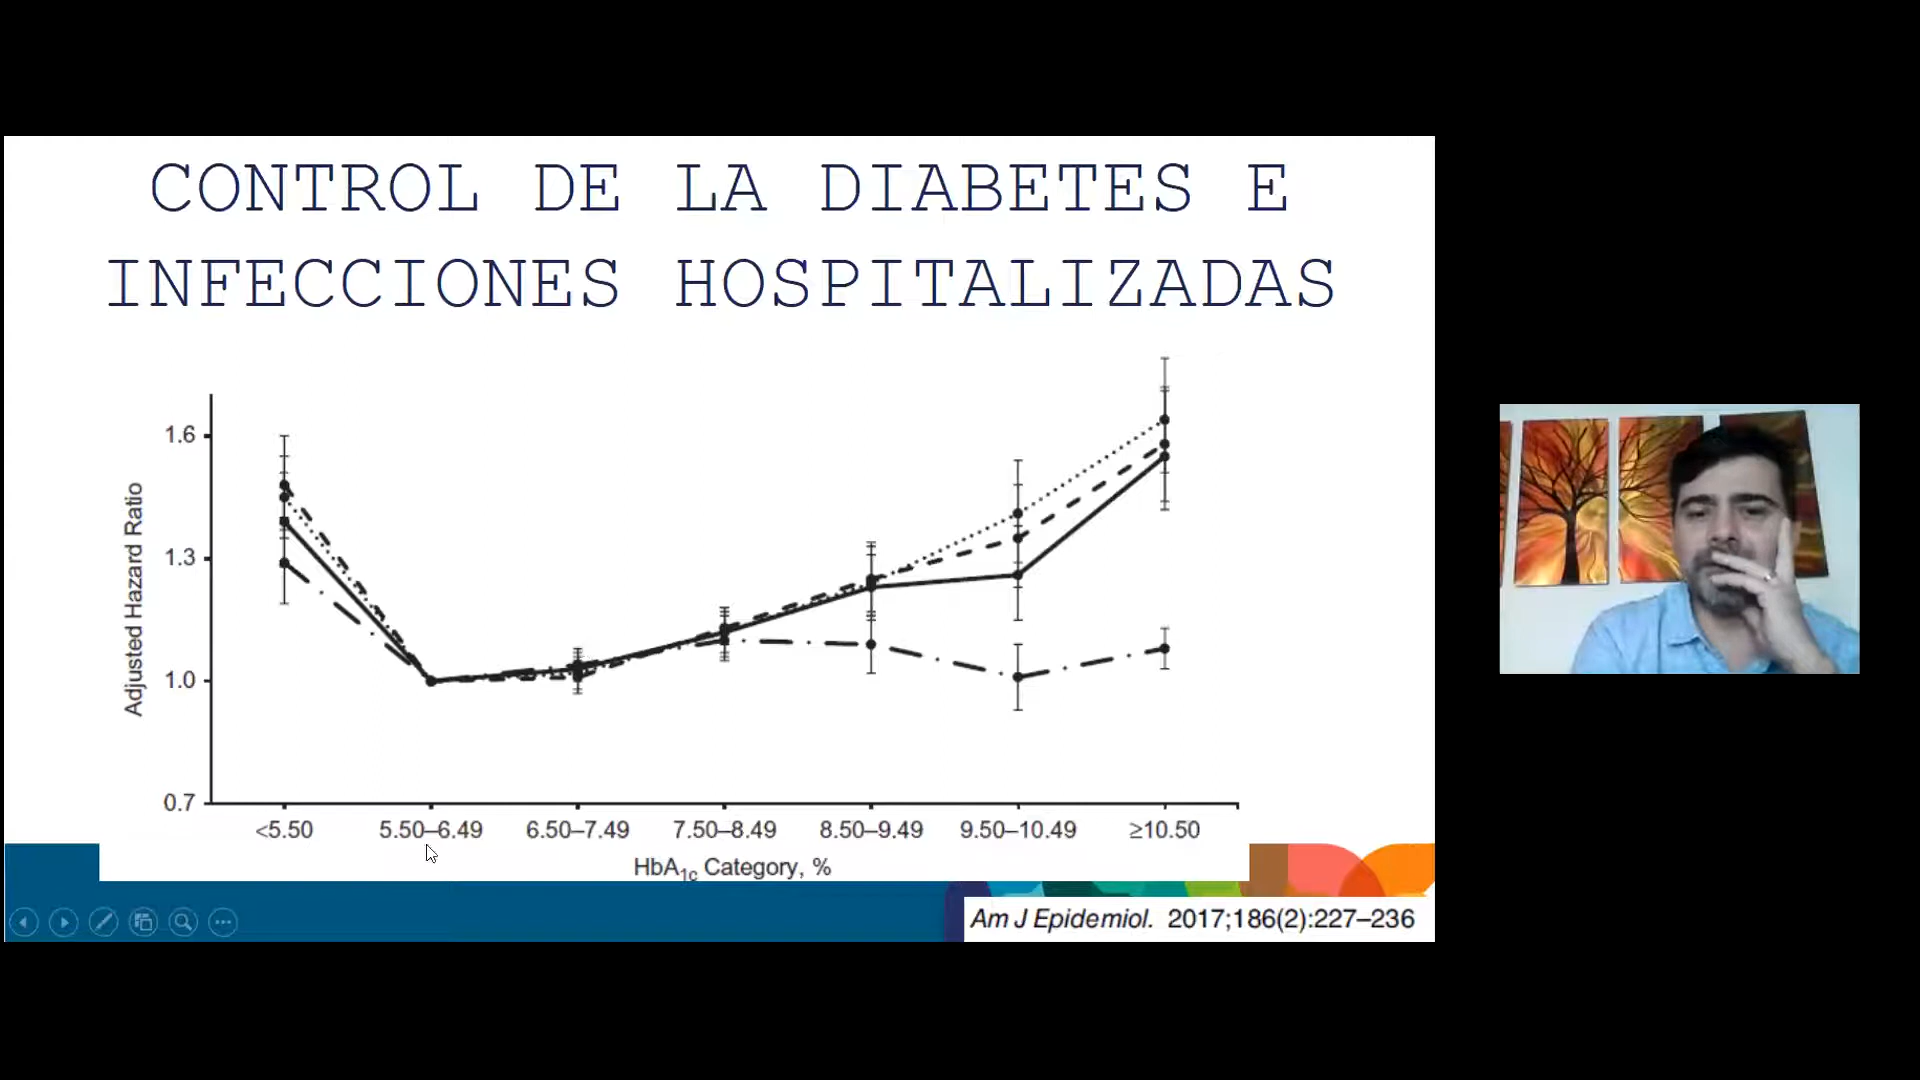 CONTROL DE LA DIABETES E
INFECCIONES HOSPITALIZADAS
Adjusted Hazard Ratio
1.6
1.3
1.0
0.7
<5.50 5.50–6.49 6.50–7.49 7.50–8.49 8.50–9.49 9.50–10.49 ≥10.50
HbA1c Category, %
Am J Epidemiol. 2017;186(2):227–236